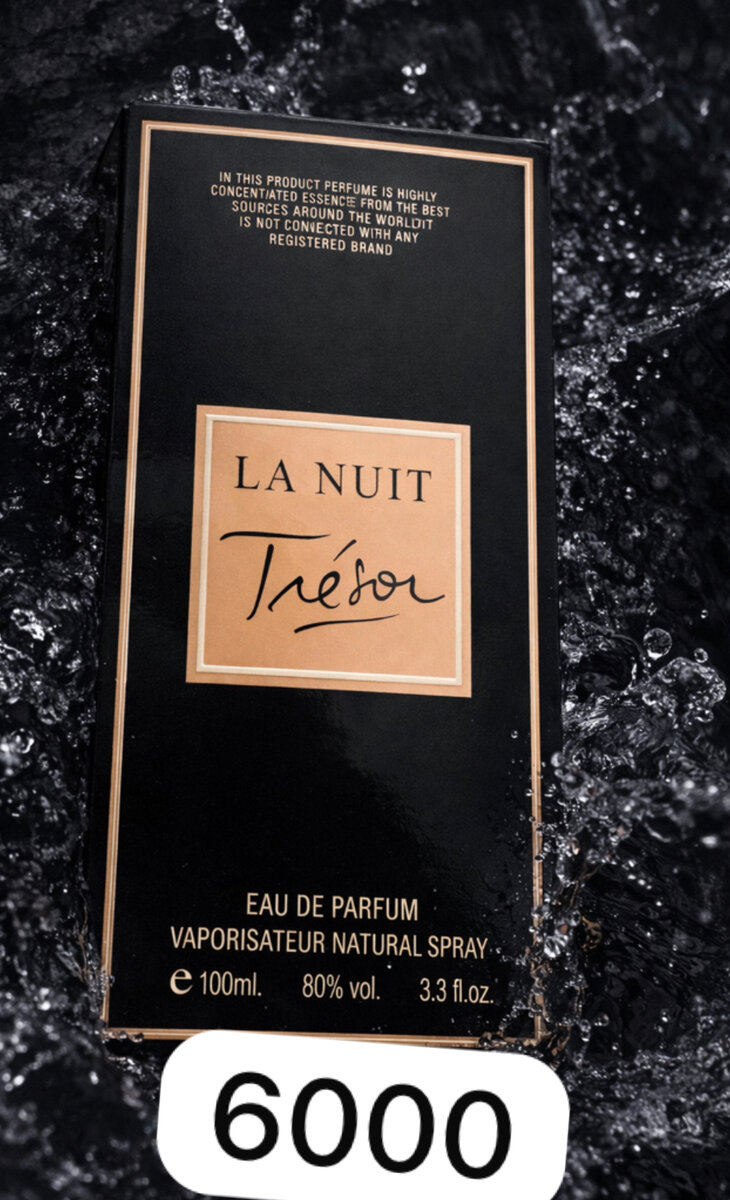 IN THIS PRODUCT PERFUME IS HIGHLY
CONCENTIATED ESSENCE FROM THE BEST
SOURCES AROUND THE WORLDIT
IS NOT CONNECTED WITH ANY
REGISTERED BRAND
LA NUIT
Trésor
EAU DE PARFUM
VAPORISATEUR NATURAL SPRAY
e 100ml. 80% vol. 3.3 fl.oz.
6000